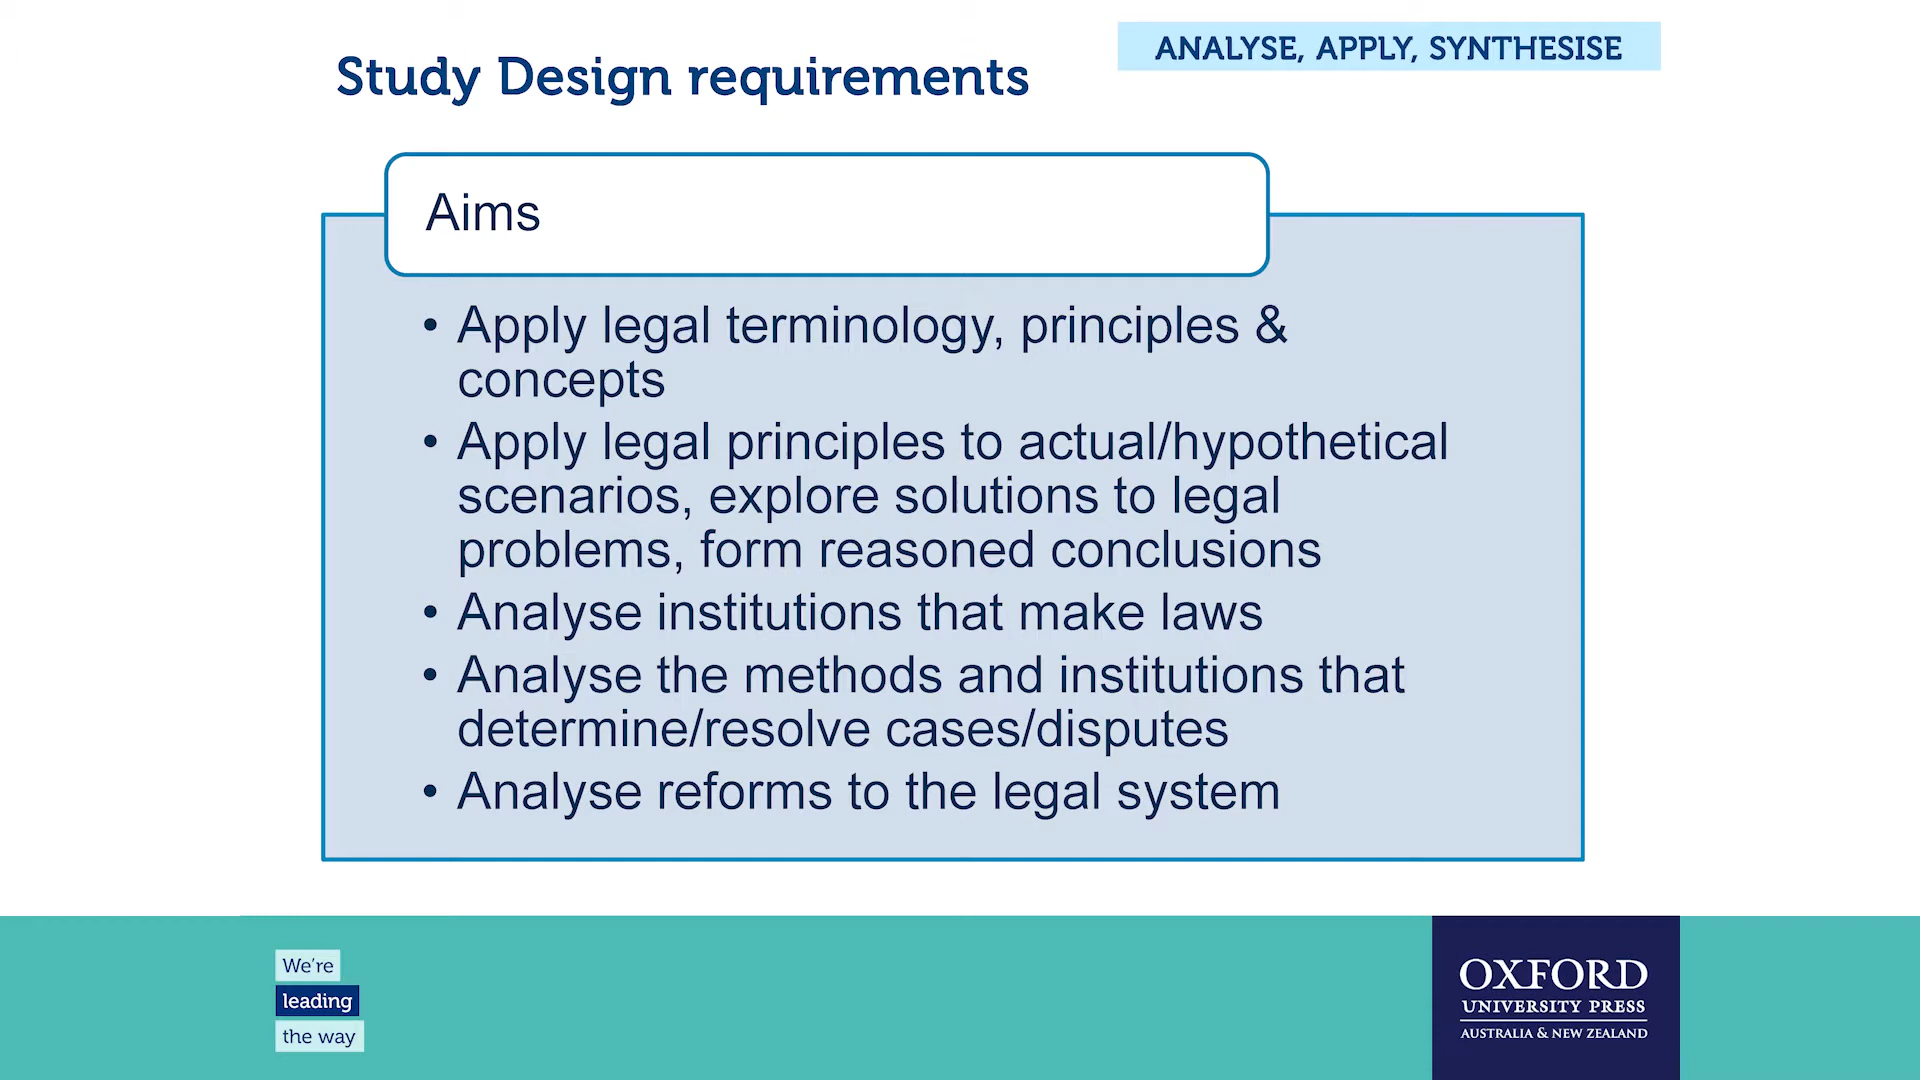 Study Design requirements
ANALYSE, APPLY, SYNTHESISE
Aims
• Apply legal terminology, principles &
concepts
• Apply legal principles to actual/hypothetical
scenarios, explore solutions to legal
problems, form reasoned conclusions
• Analyse institutions that make laws
• Analyse the methods and institutions that
determine/resolve cases/disputes
• Analyse reforms to the legal system
We're
leading
the way
OXFORD
UNIVERSITY PRESS
AUSTRALIA & NEW ZEALAND